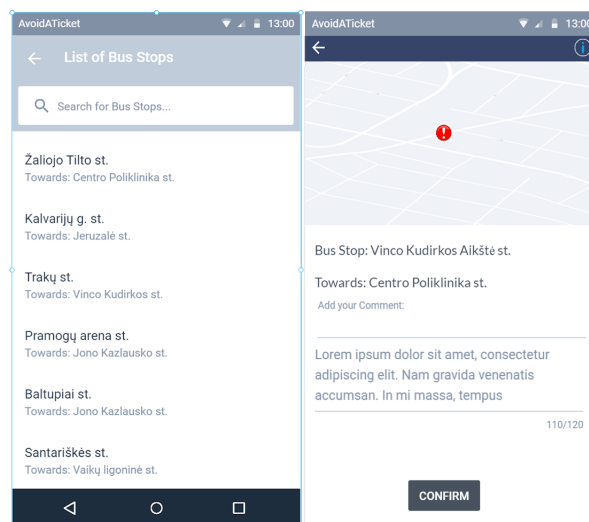 AvoidATicket
13:00
List of Bus Stops
Search for Bus Stops...
Žaliojo Tilto st.
Towards: Centro Poliklinika st.
Kalvarijų g. st.
Towards: Jeruzalė st.
Trakų st.
Towards: Vinco Kudirkos st.
Pramogų arena st.
Towards: Jono Kazlausko st.
Baltupiai st.
Towards: Jono Kazlausko st.
Santariškės st.
Towards: Vaikų ligoninė st.
AvoidATicket
13:00
Bus Stop: Vinco Kudirkos Aikštė st.
Towards: Centro Poliklinika st.
Add your Comment:
Lorem ipsum dolor sit amet, consectetur
adipiscing elit. Nam gravida venenatis
accumsan. In mi massa, tempus
110/120
CONFIRM